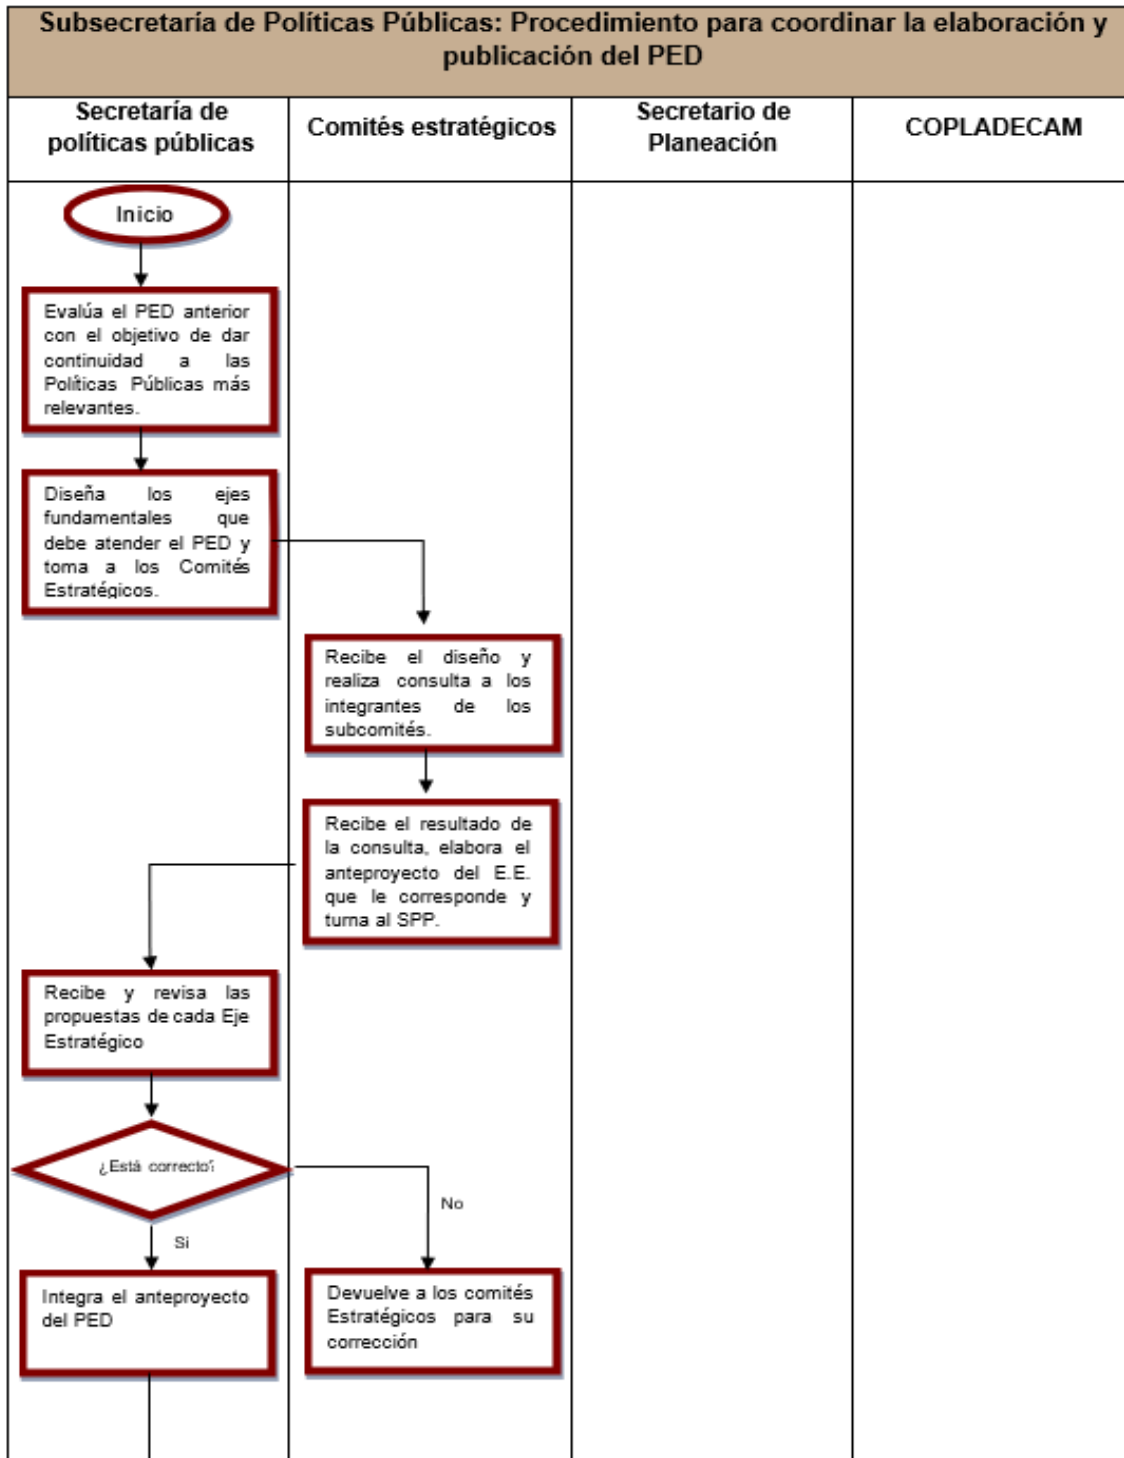 Subsecretaría de Políticas Públicas: Procedimiento para coordinar la elaboración y
publicación del PED
Secretaría de
políticas públicas
Comités estratégicos
Secretario de
Planeación
COPLADECAM
Inicio
Evalúa el PED anterior
con el objetivo de dar
continuidad a las
Políticas Públicas más
relevantes.
Diseña los ejes
fundamentales que
debe atender el PED y
toma a los Comités
Estratégicos.
Recibe el diseño y
realiza consulta a los
integrantes de los
subcomités.
Recibe el resultado de
la consulta, elabora el
anteproyecto del E.E.
que le corresponde y
turna al SPP.
Recibe y revisa las
propuestas de cada Eje
Estratégico
¿Está correcto?
No
Si
Integra el anteproyecto
del PED
Devuelve a los comités
Estratégicos para su
corrección